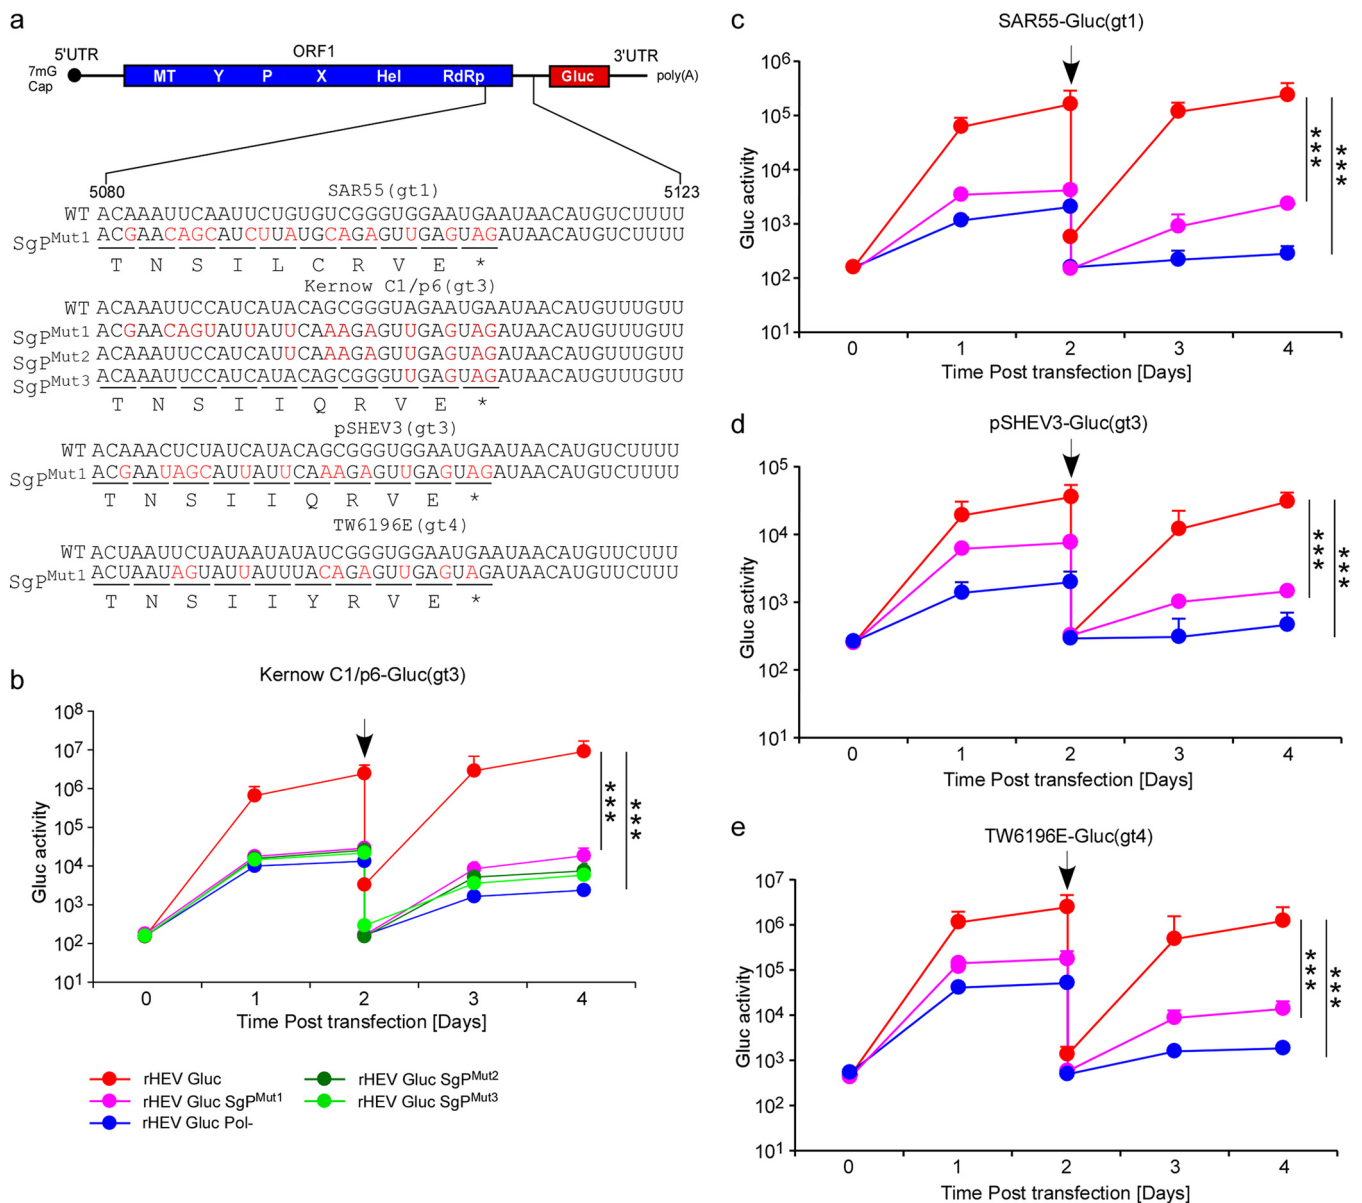 a
5'UTR
ORF1
3'UTR
7mG
Cap
MT Y P X Hel RdRp
Gluc
poly(A)
5080
5123
SAR55(gt1)
WT ACAAAUUCAAUUCUGUGUCGGGUGGAAUGAAUAACAUGUCUUUU
SgPMut1 ACGAACAGCAUCUUAUGCAGAGUUGAGUAGAUAACAUGUCUUUU
T N S I L C R V E *
Kernow C1/p6(gt3)
WT ACAAAUUCCAUCAUACAGCGGGUAGAAUGAAUAACAUGUUUGUU
SgPMut1 ACGAACAGUAUUAUUCAAAGAGUUGAGUAGAUAACAUGUUUGUU
SgPMut2 ACAAAUUCCAUCAUUCAAAGAGUUGAGUAGAUAACAUGUUUGUU
SgPMut3 ACAAAUUCCAUCAUACAGCGGGUUGAGUAGAUAACAUGUUUGUU
T N S I I Q R V E *
pSHEV3(gt3)
WT ACAAACUCUAUCAUACAGCGGGUGGAAUGAAUAACAUGUCUUUU
SgPMut1 ACGAAUAGCAUUAUUCAAAGAGUUGAGUAGAUAACAUGUCUUUU
T N S I I Q R V E *
TW6196E(gt4)
WT ACUAAUUCUAUAAUAUAUCGGGUGGAAUGAAUAACAUGUUCUUU
SgPMut1 ACUAAUAGUAUUAUUUACAGAGUUGAGUAGAUAACAUGUUCUUU
T N S I I Y R V E *
b
Kernow C1/p6-Gluc(gt3)
Gluc activity
10⁸
10⁷
10⁶
10⁵
10⁴
10³
10²
10¹
***
***
0 1 2 3 4
Time Post transfection [Days]
rHEV Gluc
rHEV Gluc SgPMut1
rHEV Gluc Pol-
rHEV Gluc SgPMut2
rHEV Gluc SgPMut3
c
SAR55-Gluc(gt1)
Gluc activity
10⁶
10⁵
10⁴
10³
10²
10¹
***
***
0 1 2 3 4
Time Post transfection [Days]
d
pSHEV3-Gluc(gt3)
Gluc activity
10⁵
10⁴
10³
10²
10¹
***
***
0 1 2 3 4
Time Post transfection [Days]
e
TW6196E-Gluc(gt4)
Gluc activity
10⁷
10⁶
10⁵
10⁴
10³
10²
10¹
***
***
0 1 2 3 4
Time Post transfection [Days]